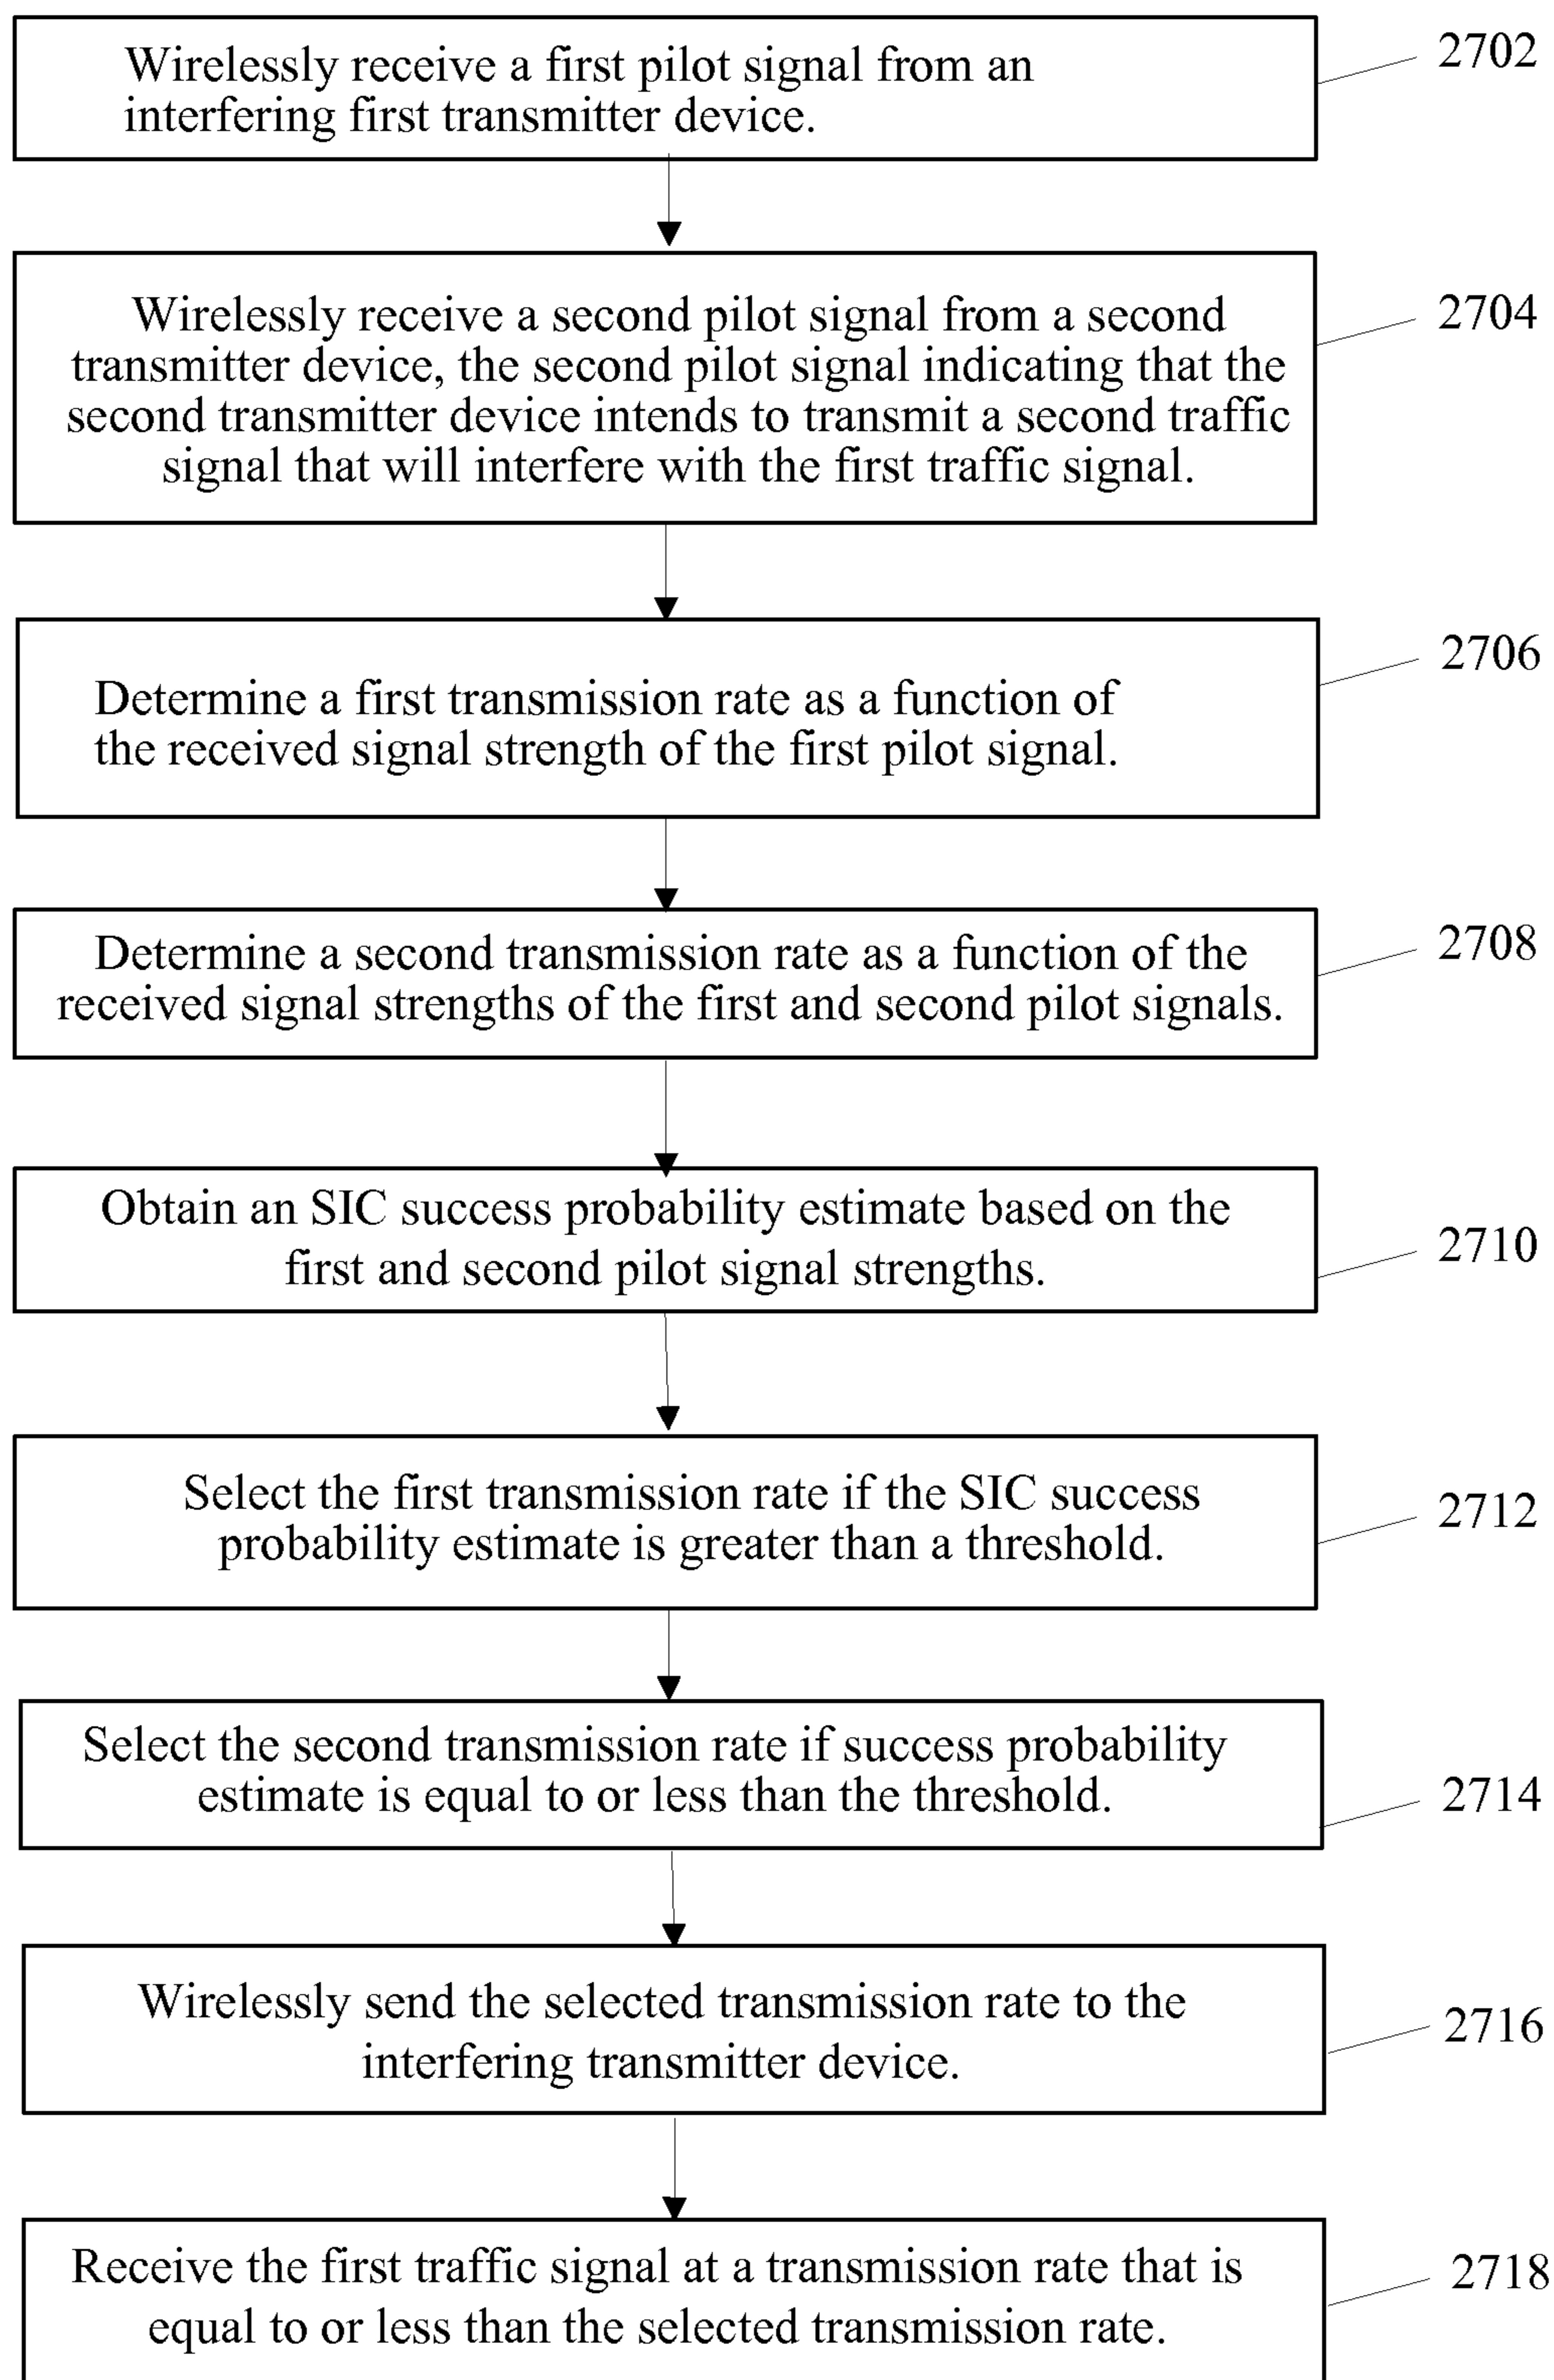 Wirelessly receive a first pilot signal from an
interfering first transmitter device.
2702
Wirelessly receive a second pilot signal from a second
transmitter device, the second pilot signal indicating that the
second transmitter device intends to transmit a second traffic
signal that will interfere with the first traffic signal.
2704
Determine a first transmission rate as a function of
the received signal strength of the first pilot signal.
2706
Determine a second transmission rate as a function of the
received signal strengths of the first and second pilot signals.
2708
Obtain an SIC success probability estimate based on the
first and second pilot signal strengths.
2710
Select the first transmission rate if the SIC success
probability estimate is greater than a threshold.
2712
Select the second transmission rate if success probability
estimate is equal to or less than the threshold.
2714
Wirelessly send the selected transmission rate to the
interfering transmitter device.
2716
Receive the first traffic signal at a transmission rate that is
equal to or less than the selected transmission rate.
2718